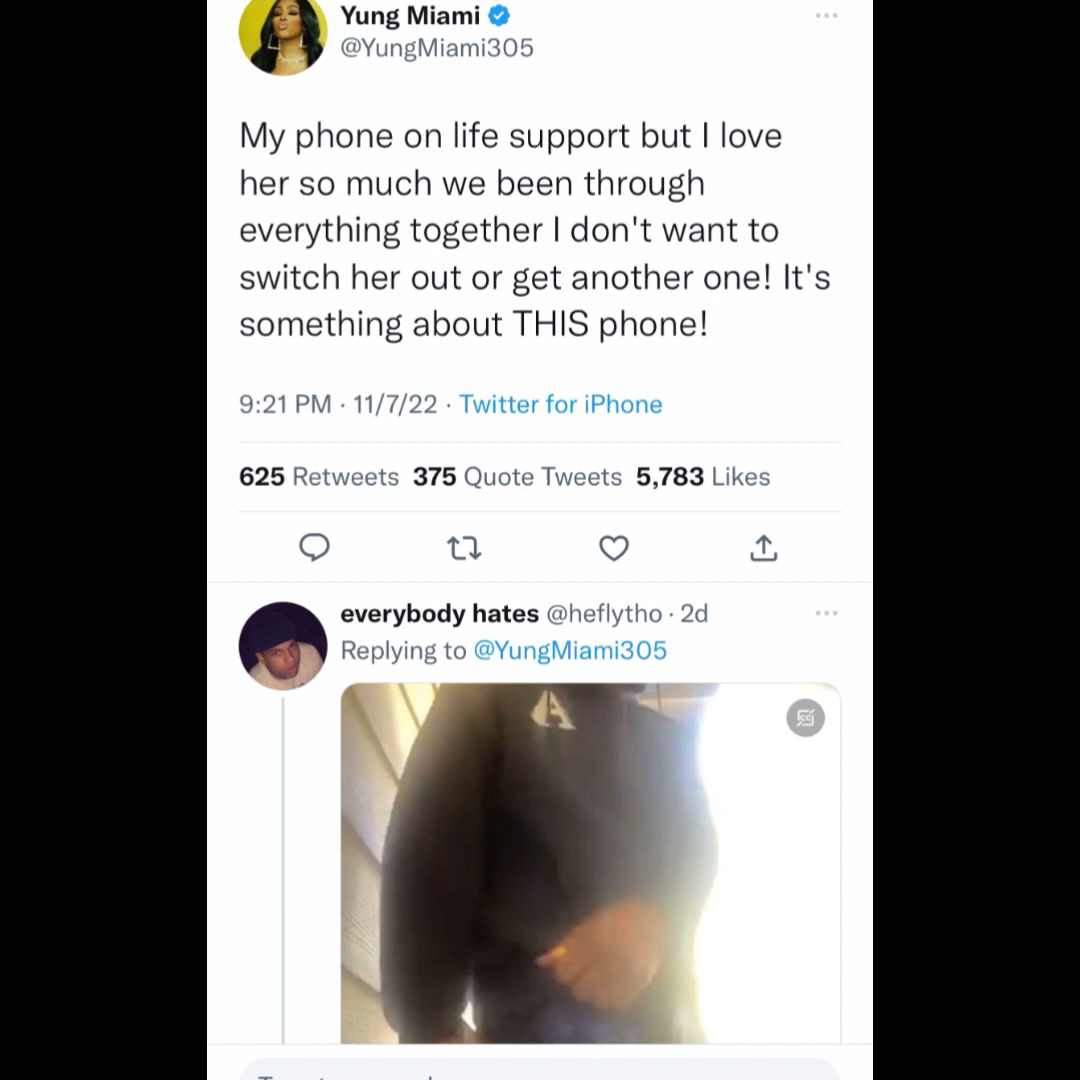 Yung Miami
@YungMiami305
My phone on life support but I love
her so much we been through
everything together I don't want to
switch her out or get another one! It's
something about THIS phone!
9:21 PM · 11/7/22 · Twitter for iPhone
625 Retweets 375 Quote Tweets 5,783 Likes
everybody hates @heflytho · 2d
Replying to @YungMiami305
A